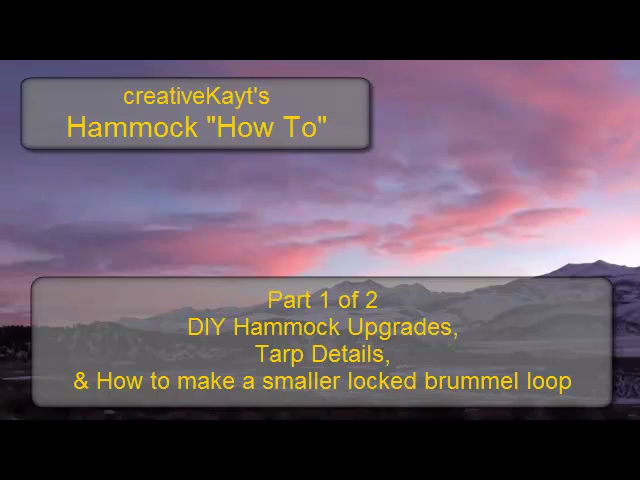 creativeKayt's
Hammock "How To"
Part 1 of 2
DIY Hammock Upgrades,
Tarp Details,
& How to make a smaller locked brummel loop